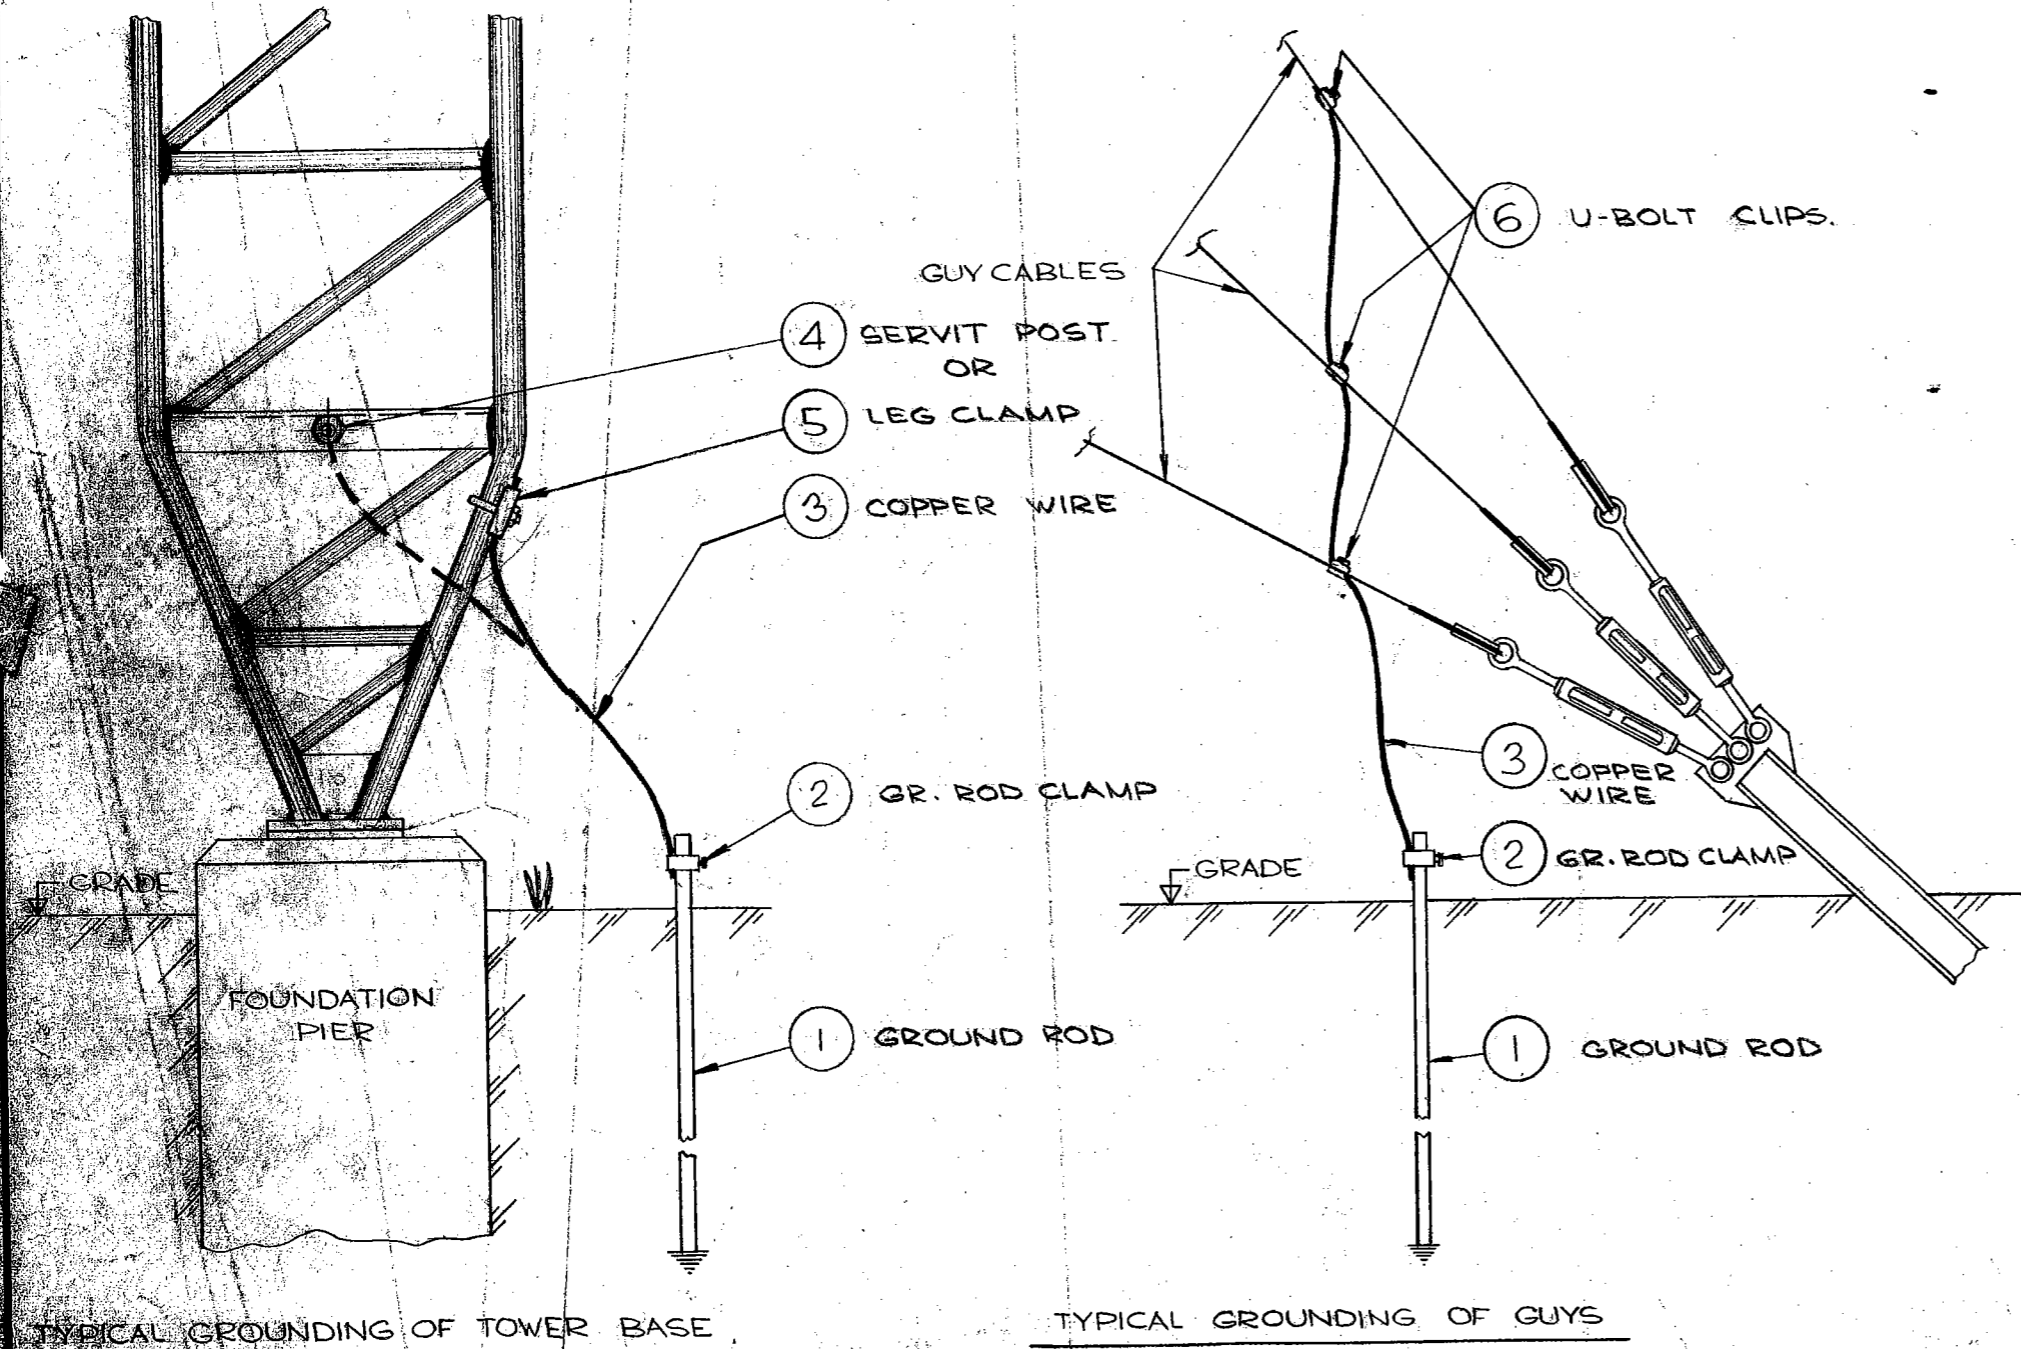 GUY CABLES
4 SERVIT POST
OR
5 LEG CLAMP
3 COPPER WIRE
2 GR. ROD CLAMP
GRADE
FOUNDATION
PIER
1 GROUND ROD
TYPICAL GROUNDING OF TOWER BASE
6 U-BOLT CLIPS.
3 COPPER
WIRE
2 GR. ROD CLAMP
GRADE
1 GROUND ROD
TYPICAL GROUNDING OF GUYS